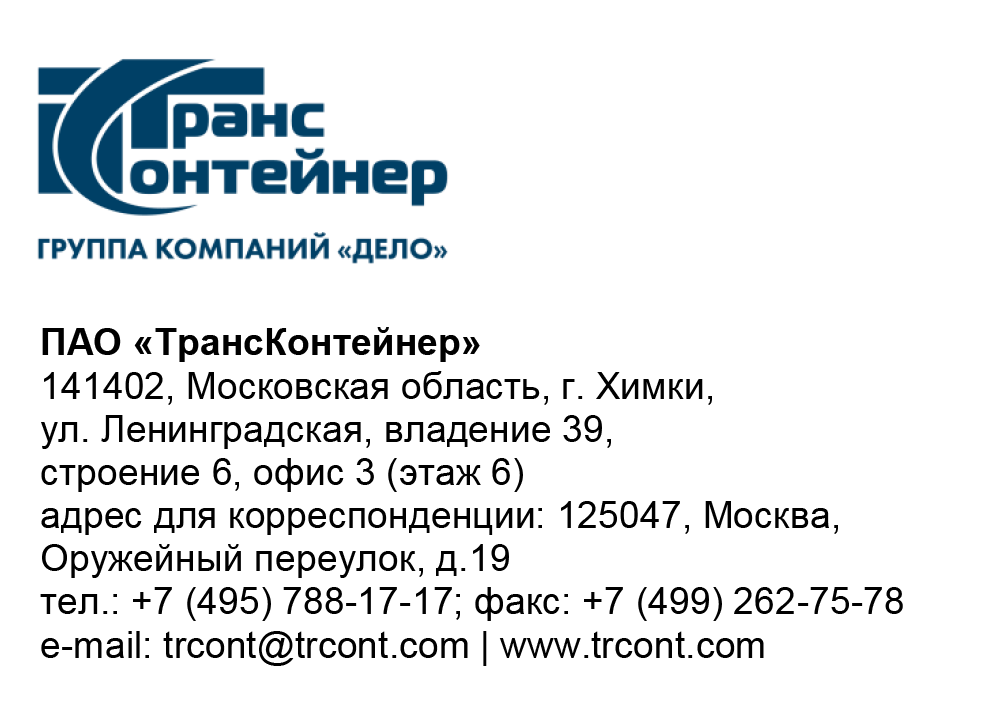 Транс
Контейнер
ГРУППА КОМПАНИЙ «ДЕЛО»
ПАО «ТрансКонтейнер»
141402, Московская область, г. Химки,
ул. Ленинградская, владение 39,
строение 6, офис 3 (этаж 6)
адрес для корреспонденции: 125047, Москва,
Оружейный переулок, д.19
тел.: +7 (495) 788-17-17; факс: +7 (499) 262-75-78
e-mail: trcont@trcont.com | www.trcont.com